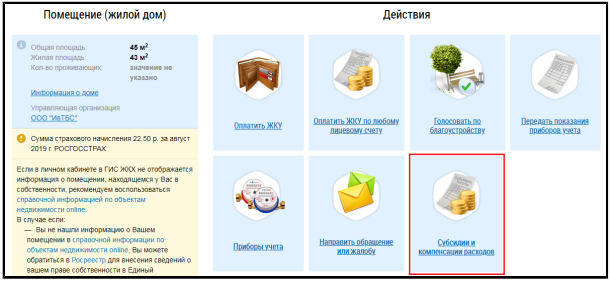 Помещение (жилой дом)
Общая площадь: 45 м²
Жилая площадь: 43 м²
Кол-во проживающих: значение не
указано
Информация о доме
Управляющая организация
ООО "ИвТБС"
Сумма страхового начисления 22.50 р. за август
2019 г. РОСГОССТРАХ
Если в личном кабинете в ГИС ЖКХ не отображается
информация о помещении, находящемся у Вас в
собственности, рекомендуем воспользоваться
справочной информацией по объектам
недвижимости online.
В случае если:
— Вы не нашли информацию о Вашем
помещении в справочной информации по
объектам недвижимости online, Вы можете
обратиться в Росреестр для внесения сведений о
вашем праве собственности в Единый
Действия
Оплатить ЖКУ
Оплатить ЖКУ по любому
лицевому счету
Голосовать по
благоустройству
Передать показания
приборов учета
Приборы учета
Направить обращение
или жалобу
Субсидии и
компенсации расходов